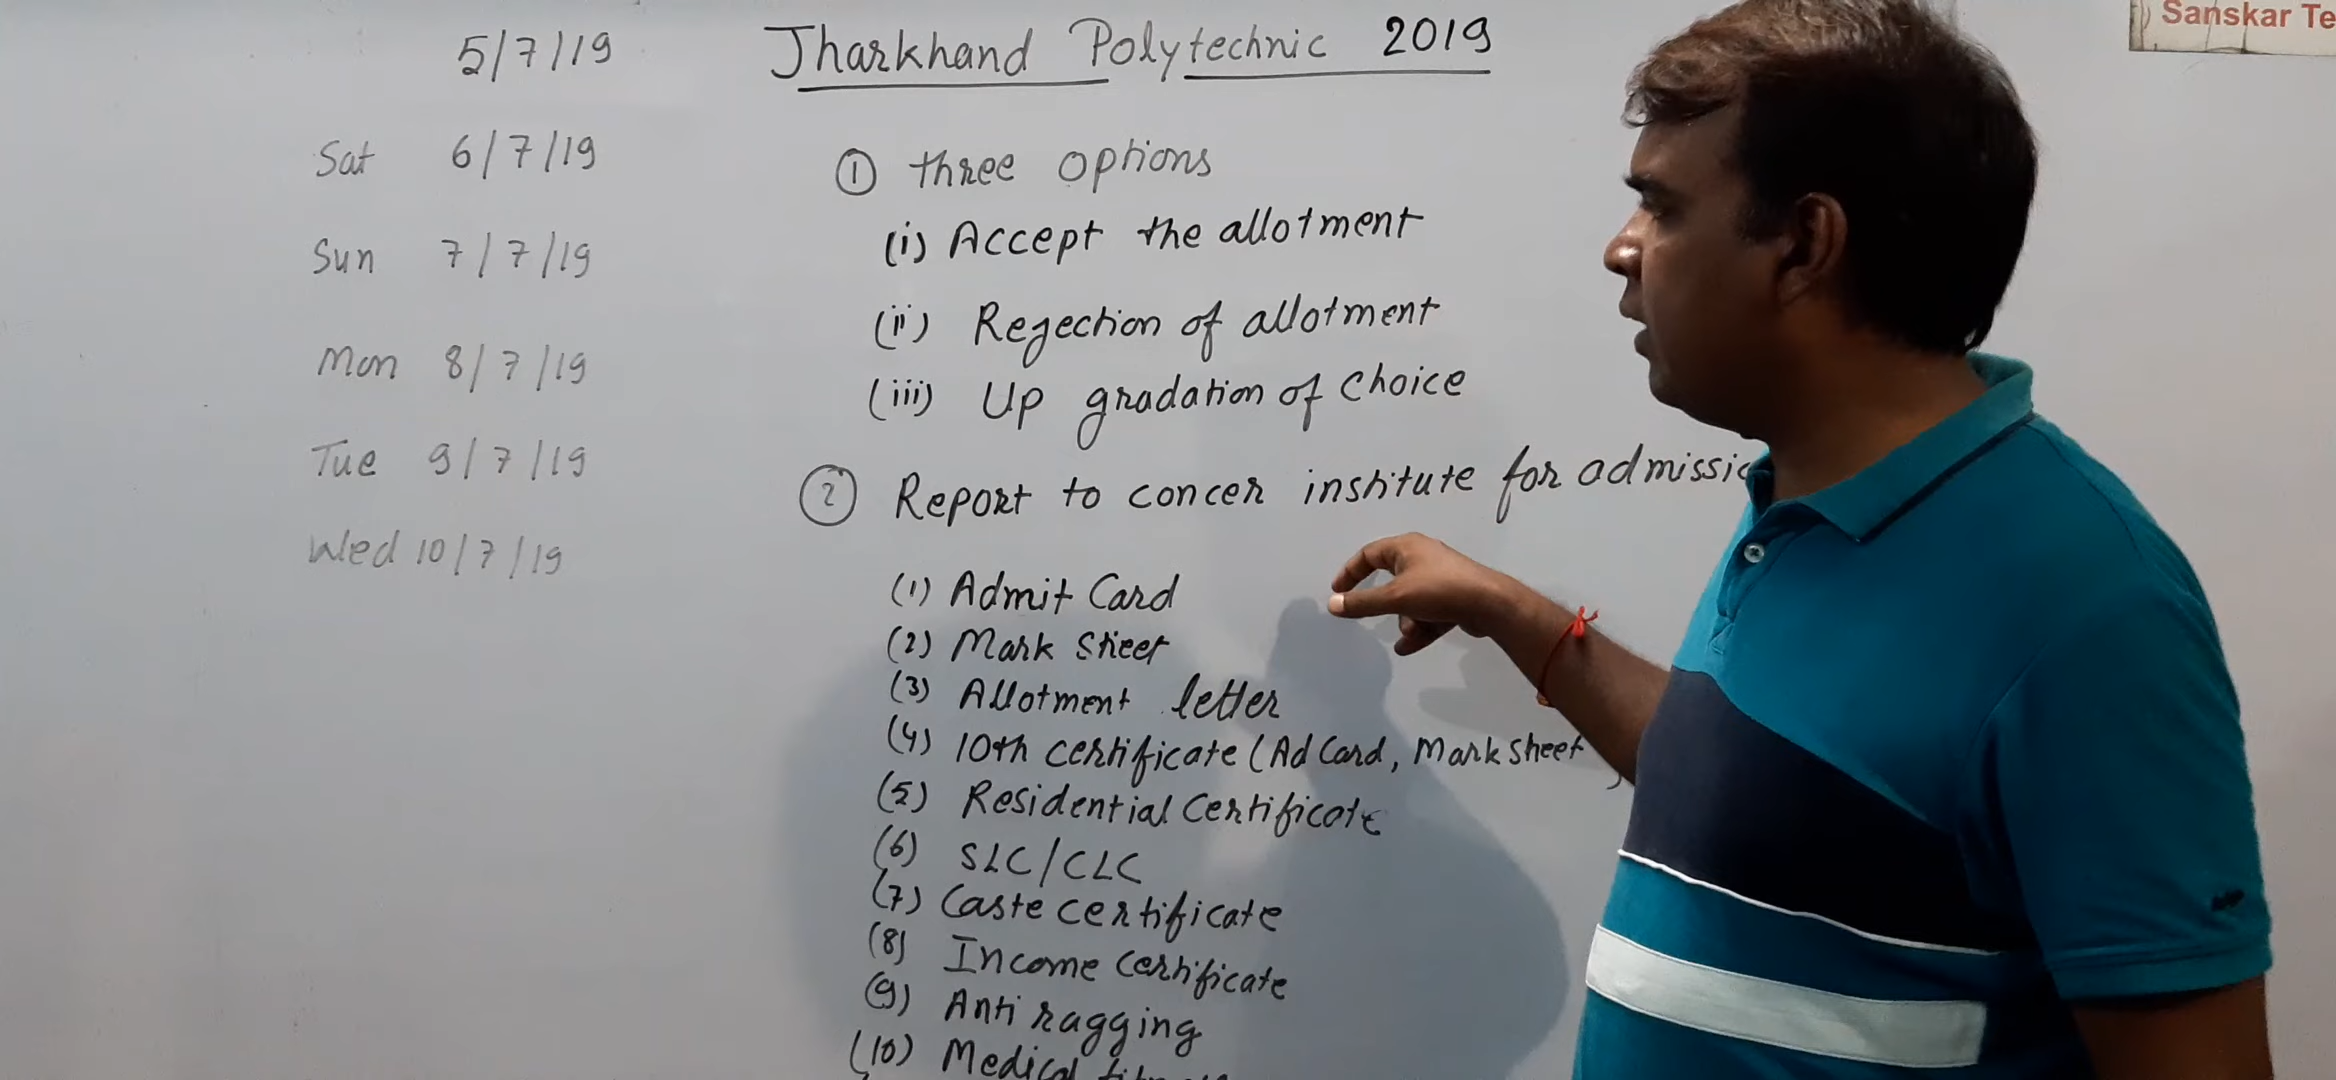 5/7/19
Sat 6/7/19
Sun 7/7/19
Mon 8/7/19
Tue 9/7/19
Wed 10/7/19
Jharkhand Polytechnic 2019
① three options
(i) Accept the allotment
(ii) Rejection of allotment
(iii) Up gradation of choice
② Report to concer institute for admissio
(1) Admit Card
(2) Mark Sheet
(3) Allotment letter
(4) 10th certificate (Ad Card, Mark sheet)
(5) Residential Certificate
(6) SLC/CLC
(7) Caste certificate
(8) Income certificate
(9) Anti ragging
(10) Medical
Sanskar Te